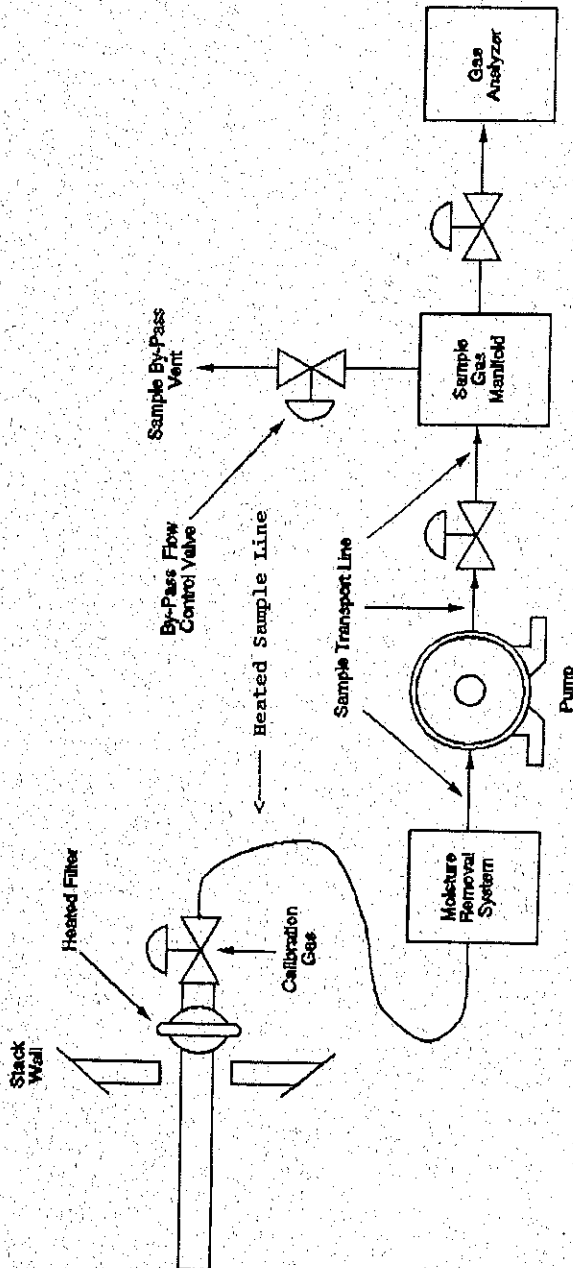 Stack
Wall
Heated Filter
Calibration
Gas
<---- Heated Sample Line
By-Pass Flow
Control Valve
Sample By-Pass
Vent
Moisture
Removal
System
Sample Transport Line
Pump
Sample
Gas
Manifold
Gas
Analyzer